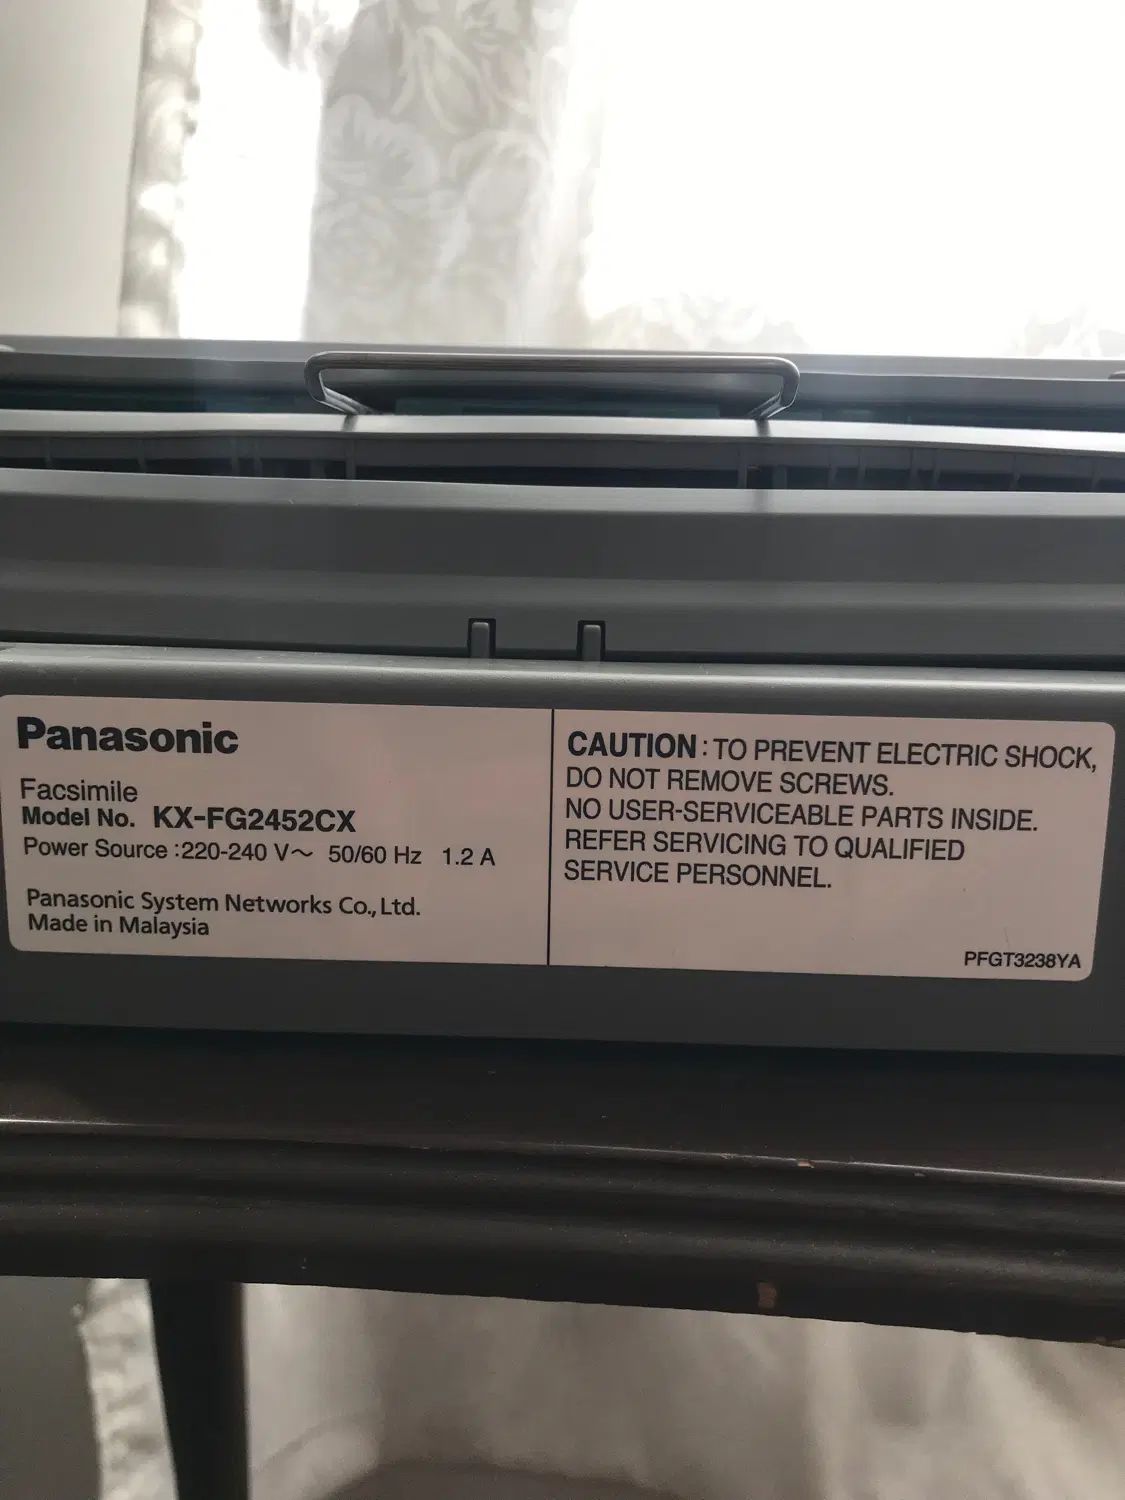 Panasonic
Facsimile
Model No. KX-FG2452CX
Power Source :220-240 V~ 50/60 Hz 1.2 A
Panasonic System Networks Co., Ltd.
Made in Malaysia
CAUTION : TO PREVENT ELECTRIC SHOCK,
DO NOT REMOVE SCREWS.
NO USER-SERVICEABLE PARTS INSIDE.
REFER SERVICING TO QUALIFIED
SERVICE PERSONNEL.
PFGT3238YA